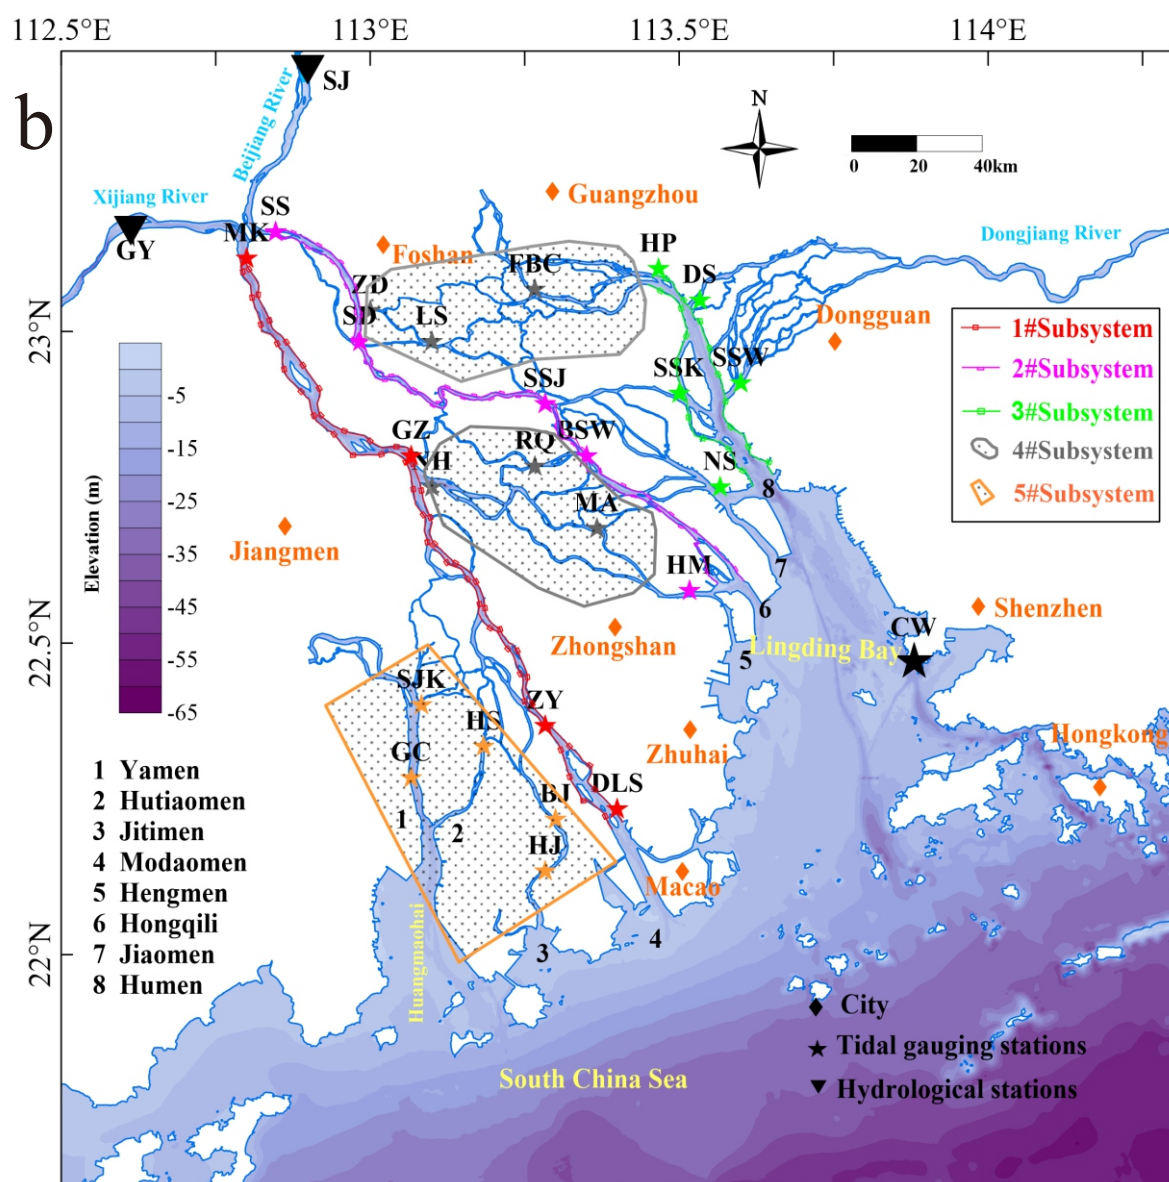 112.5°E
113°E
113.5°E
114°E
b
SJ
Beijiang River
N
0
20
40km
Xijiang River
Guangzhou
SS
GY
MK
Foshan
HP
Dongjiang River
FBC
DS
ZD
SD
LS
Dongguan
23°N
1#Subsystem
SSW
SSK
2#Subsystem
SSJ
3#Subsystem
-5
GZ
RQ
BSW
4#Subsystem
-15
NH
NS
8
5#Subsystem
-25
MA
Elevation (m)
Jiangmen
-35
HM
7
-45
6
Shenzhen
CW
22.5°N
Zhongshan
Lingding Bay
5
-55
SJK
-65
HS
ZY
Hongkong
GC
Zhuhai
1 Yamen
DLS
BJ
2 Hutiaomen
1
2
3 Jitimen
HJ
4 Modaomen
Macao
5 Hengmen
6 Hongqili
4
22°N
3
7 Jiaomen
Huangmaohai
8 Humen
City
Tidal gauging stations
South China Sea
Hydrological stations